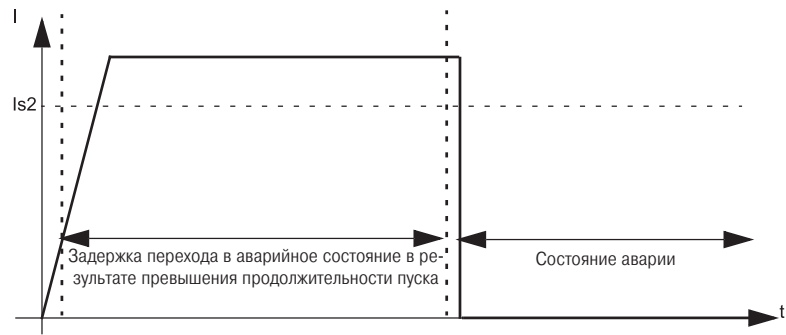 I
Is2
Задержка перехода в аварийное состояние в ре-
зультате превышения продолжительности пуска
Состояние аварии
t